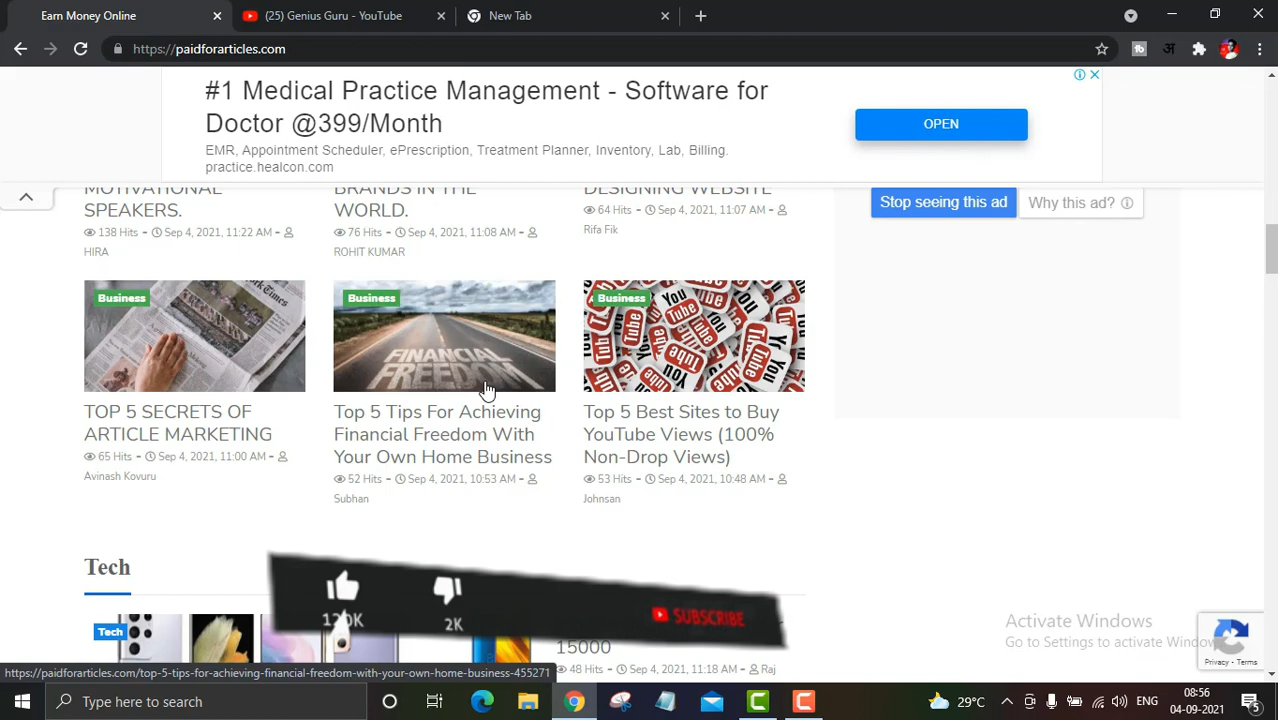 Earn Money Online
(25) Genius Guru - YouTube
New Tab
https://paidforarticles.com
#1 Medical Practice Management - Software for
Doctor @399/Month
EMR, Appointment Scheduler, ePrescription, Treatment Planner, Inventory, Lab, Billing.
practice.healcon.com
OPEN
MOTIVATIONAL
SPEAKERS.
138 Hits - Sep 4, 2021, 11:22 AM -
HIRA
BRANDS IN THE
WORLD.
76 Hits - Sep 4, 2021, 11:08 AM -
ROHIT KUMAR
DESIGNING WEBSITE
64 Hits - Sep 4, 2021, 11:07 AM -
Rifa Fik
Stop seeing this ad
Why this ad?
Business
TOP 5 SECRETS OF
ARTICLE MARKETING
65 Hits - Sep 4, 2021, 11:00 AM -
Avinash Kovuru
Business
FINANCIAL
FREEDOM
Top 5 Tips For Achieving
Financial Freedom With
Your Own Home Business
52 Hits - Sep 4, 2021, 10:53 AM -
Subhan
Business
You Tube
Top 5 Best Sites to Buy
YouTube Views (100%
Non-Drop Views)
53 Hits - Sep 4, 2021, 10:48 AM -
Johnsan
Tech
Tech
2K
SUBSCRIBE
15000
48 Hits - Sep 4, 2021, 11:18 AM - Raj
Activate Windows
Go to Settings to activate Windo
Privacy - Terms
https://paidforarticles.com/top-5-tips-for-achieving-financial-freedom-with-your-own-home-business-455271
Type here to search
29°C
ENG
08:56
04-09-2021
5